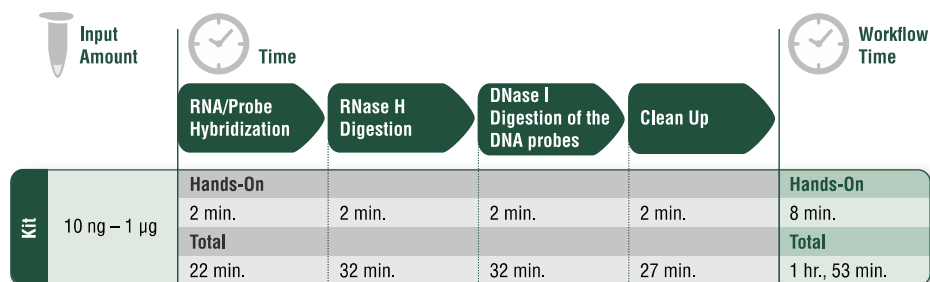 Input
Amount
Time
Workflow
Time
RNA/Probe
Hybridization
RNase H
Digestion
DNase I
Digestion of the
DNA probes
Clean Up
Kit
10 ng – 1 µg
Hands-On
Hands-On
2 min.
2 min.
2 min.
2 min.
8 min.
Total
Total
22 min.
32 min.
32 min.
27 min.
1 hr., 53 min.